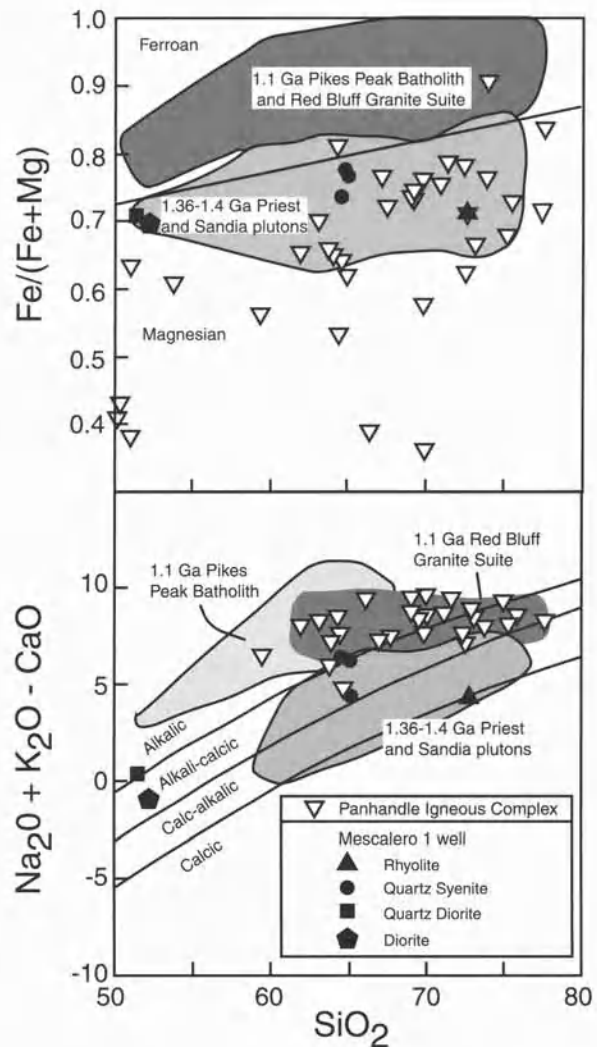 1.0
Ferroan
0.9
1.1 Ga Pikes Peak Batholith
and Red Bluff Granite Suite
0.8
Fe/(Fe+Mg)
0.7
1.36-1.4 Ga Priest
and Sandia plutons
0.6
Magnesian
0.5
0.4
1.1 Ga Red Bluff
Granite Suite
10
1.1 Ga Pikes
Peak Batholith
5
Na20 + K2O - CaO
Alkalic
Alkali-calcic
Calc-alkalic
Calcic
1.36-1.4 Ga Priest
and Sandia plutons
0
-5
-10
Panhandle Igneous Complex
Mescalero 1 well
Rhyolite
Quartz Syenite
Quartz Diorite
Diorite
50
60
70
80
SiO2